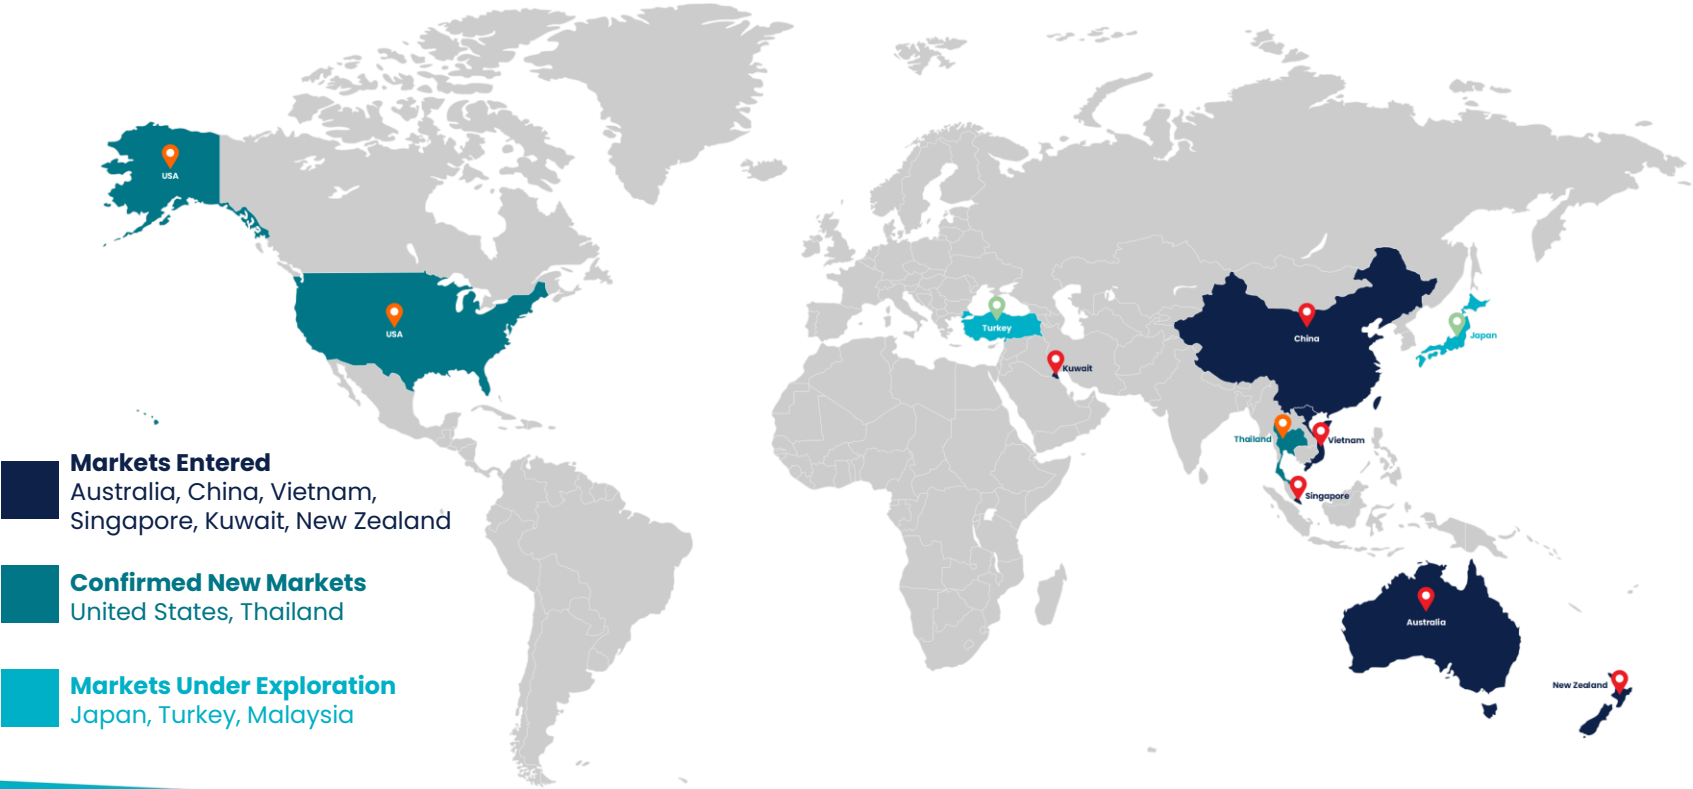 USA
USA
Turkey
China
Japan
Kuwait
Thailand
Vietnam
Singapore
Australia
New Zealand
Markets Entered
Australia, China, Vietnam,
Singapore, Kuwait, New Zealand
Confirmed New Markets
United States, Thailand
Markets Under Exploration
Japan, Turkey, Malaysia